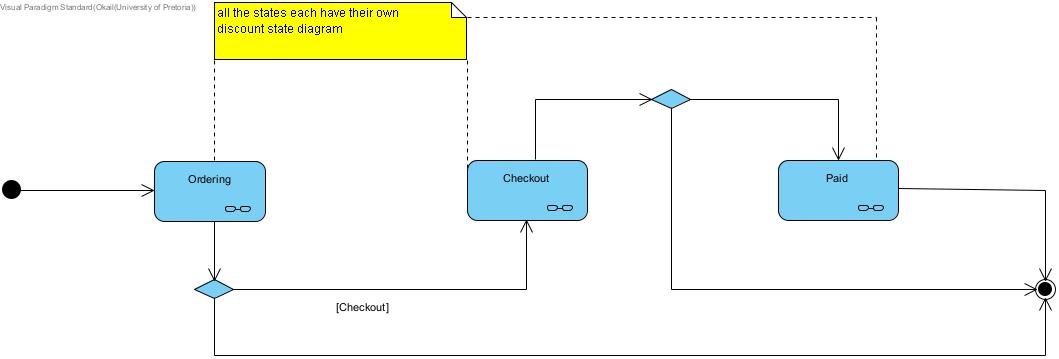 Visual Paradigm Standard(Okail(University of Pretoria))
all the states each have their own
discount state diagram
Ordering
Checkout
Paid
[Checkout]